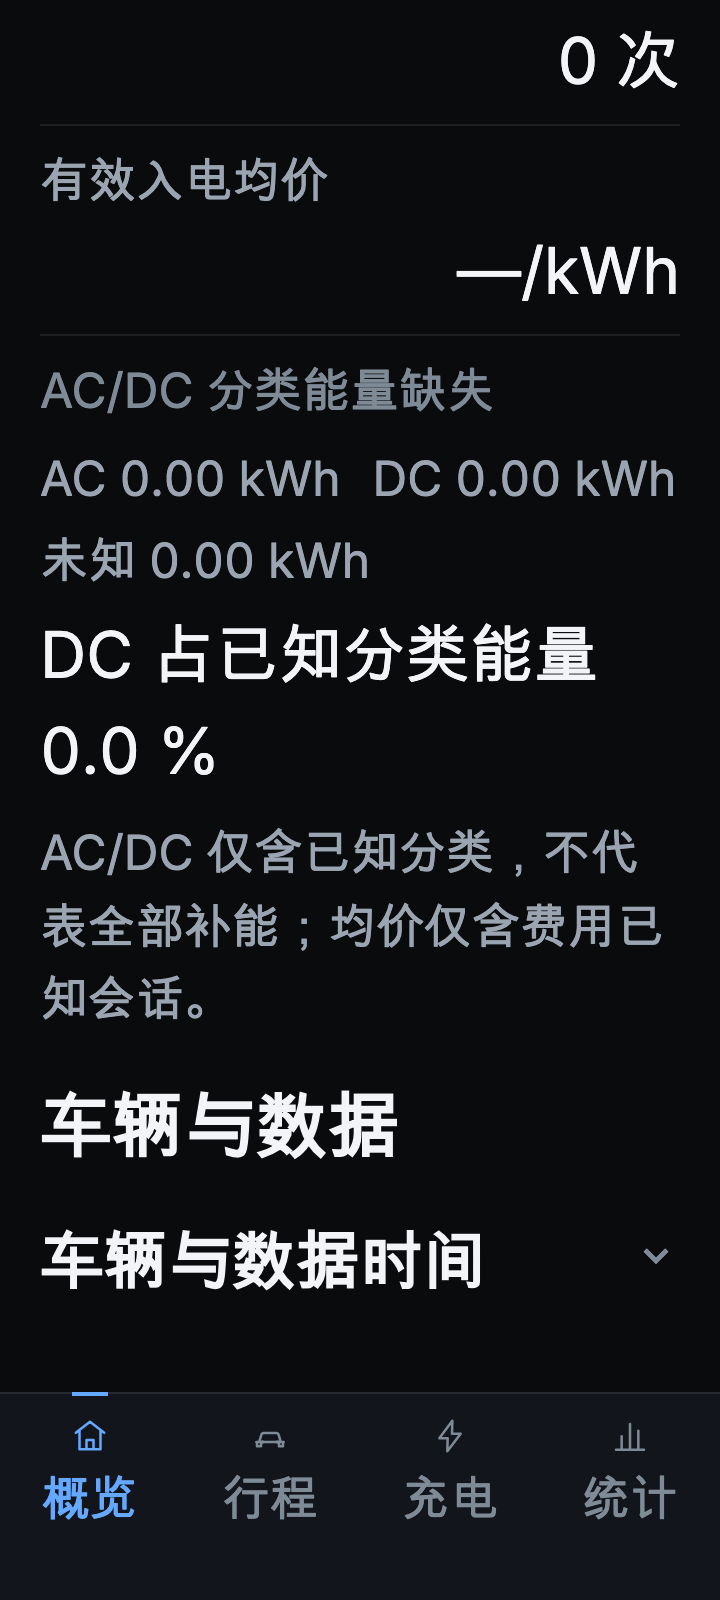 0 次
有效入电均价
—/kWh
AC/DC 分类能量缺失
AC 0.00 kWh DC 0.00 kWh
未知 0.00 kWh
DC 占已知分类能量
0.0 %
AC/DC 仅含已知分类，不代
表全部补能；均价仅含费用已
知会话。
车辆与数据
车辆与数据时间
概览 行程 充电 统计